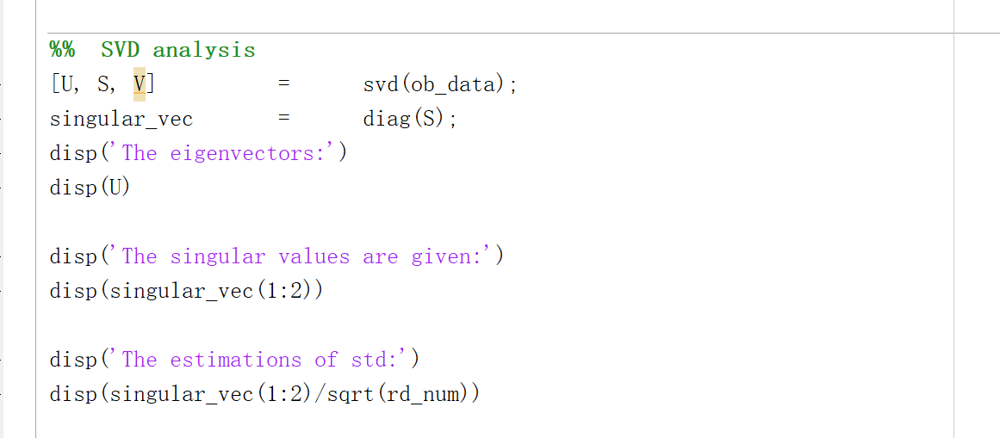 %%  SVD analysis
[U, S, V]          =      svd(ob_data);
singular_vec       =      diag(S);
disp('The eigenvectors:')
disp(U)
disp('The singular values are given:')
disp(singular_vec(1:2))
disp('The estimations of std:')
disp(singular_vec(1:2)/sqrt(rd_num))